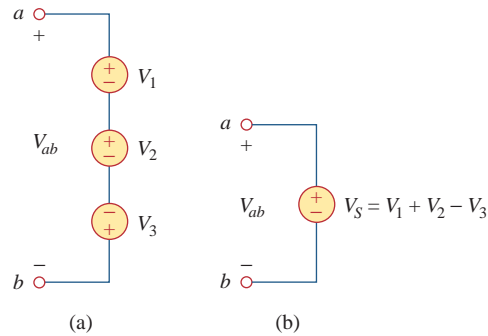 a
+
+
−
V1
Vab
+
−
V2
−
+
V3
−
b
(a)
a
+
Vab
+
−
VS = V1 + V2 − V3
−
b
(b)